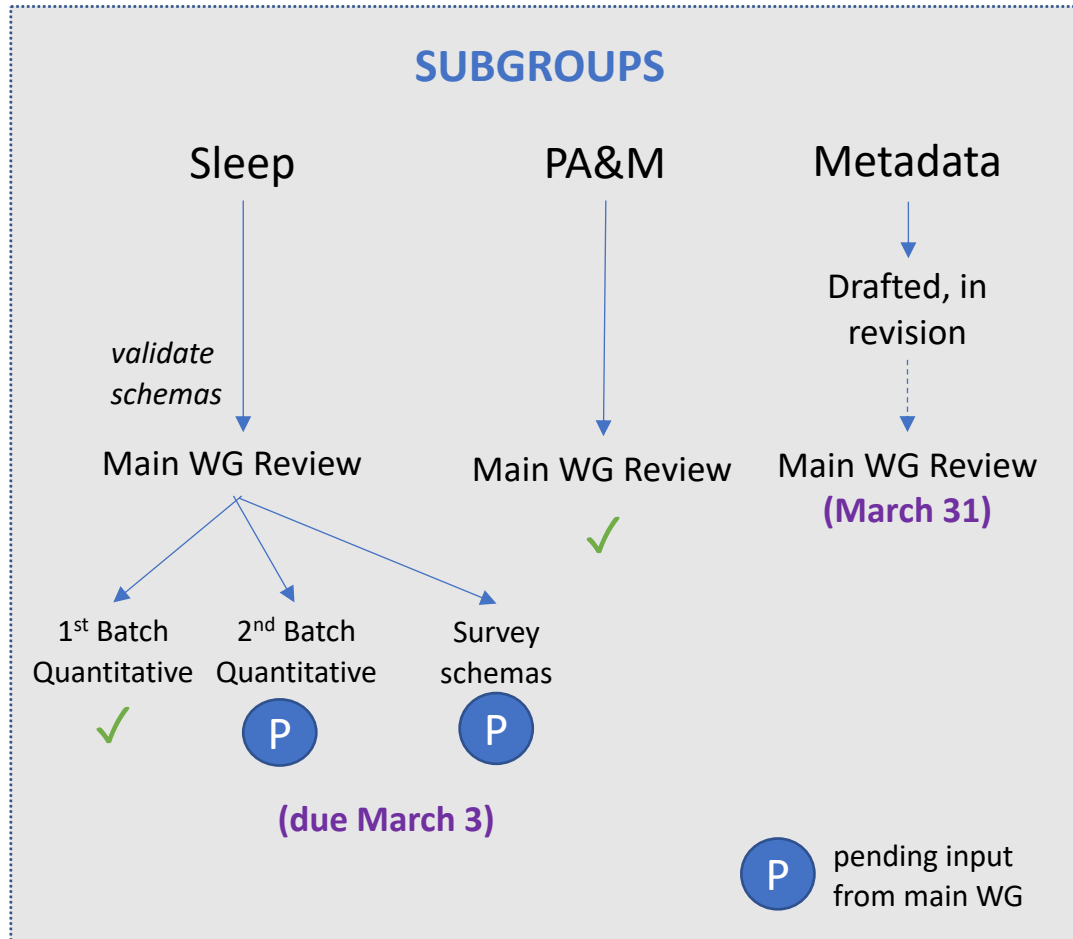 SUBGROUPS
Sleep
PA&M
Metadata
Drafted, in
revision
validate
schemas
Main WG Review
Main WG Review
✓
Main WG Review
(March 31)
1st Batch
Quantitative
✓
2nd Batch
Quantitative
P
Survey
schemas
P
(due March 3)
P
pending input
from main WG